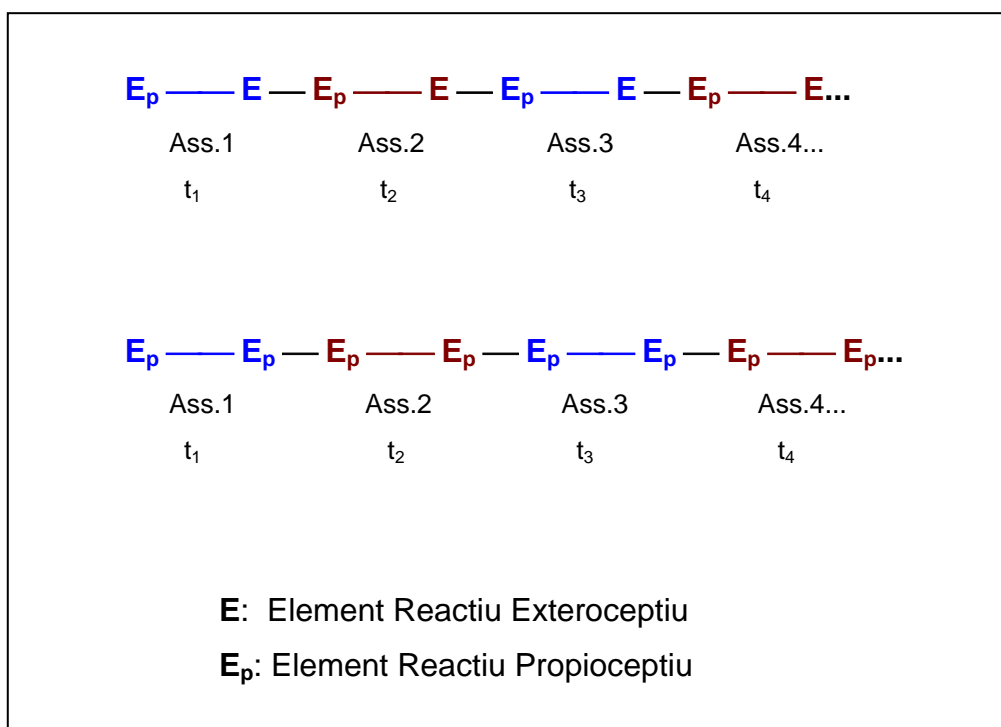 Ep — E — Ep — E — Ep — E — Ep — E...
Ass.1 Ass.2 Ass.3 Ass.4...
t1 t2 t3 t4
Ep — Ep — Ep — Ep — Ep — Ep — Ep — Ep...
Ass.1 Ass.2 Ass.3 Ass.4...
t1 t2 t3 t4
E: Element Reactiu Exteroceptiu
Ep: Element Reactiu Propioceptiu